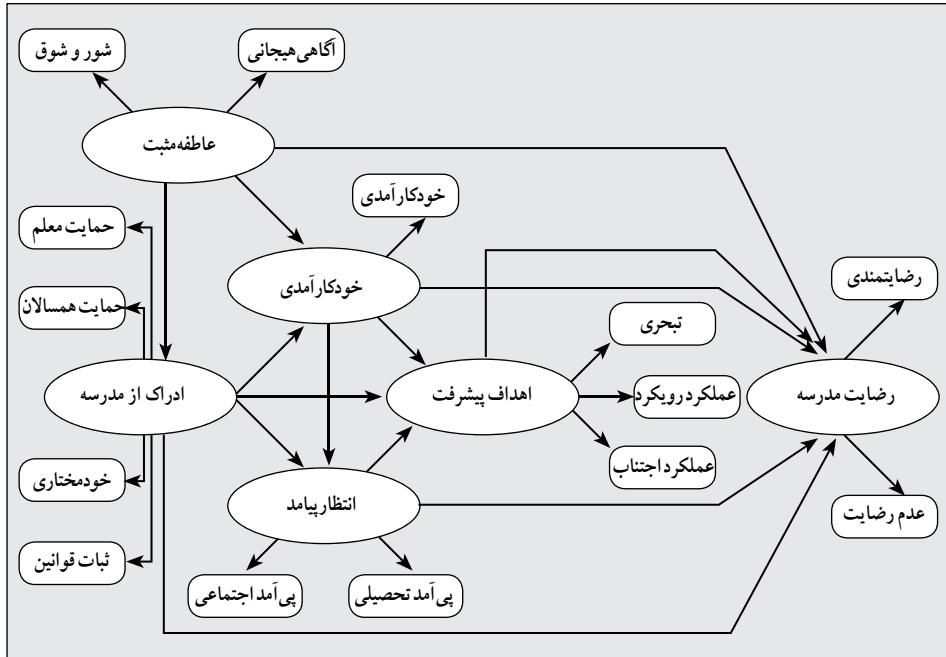 آگاهی هیجانی
شور و شوق
عاطفه مثبت
خودکارآمدی
حمایت معلم
خودکارآمدی
رضایتمندی
حمایت همسالان
تبحری
ادراک از مدرسه
اهداف پیشرفت
عملکرد رویکرد
رضایت مدرسه
عملکرد اجتناب
خودمختاری
انتظار پیامد
عدم رضایت
ثبات قوانین
پی‌آمد تحصیلی
پی‌آمد اجتماعی